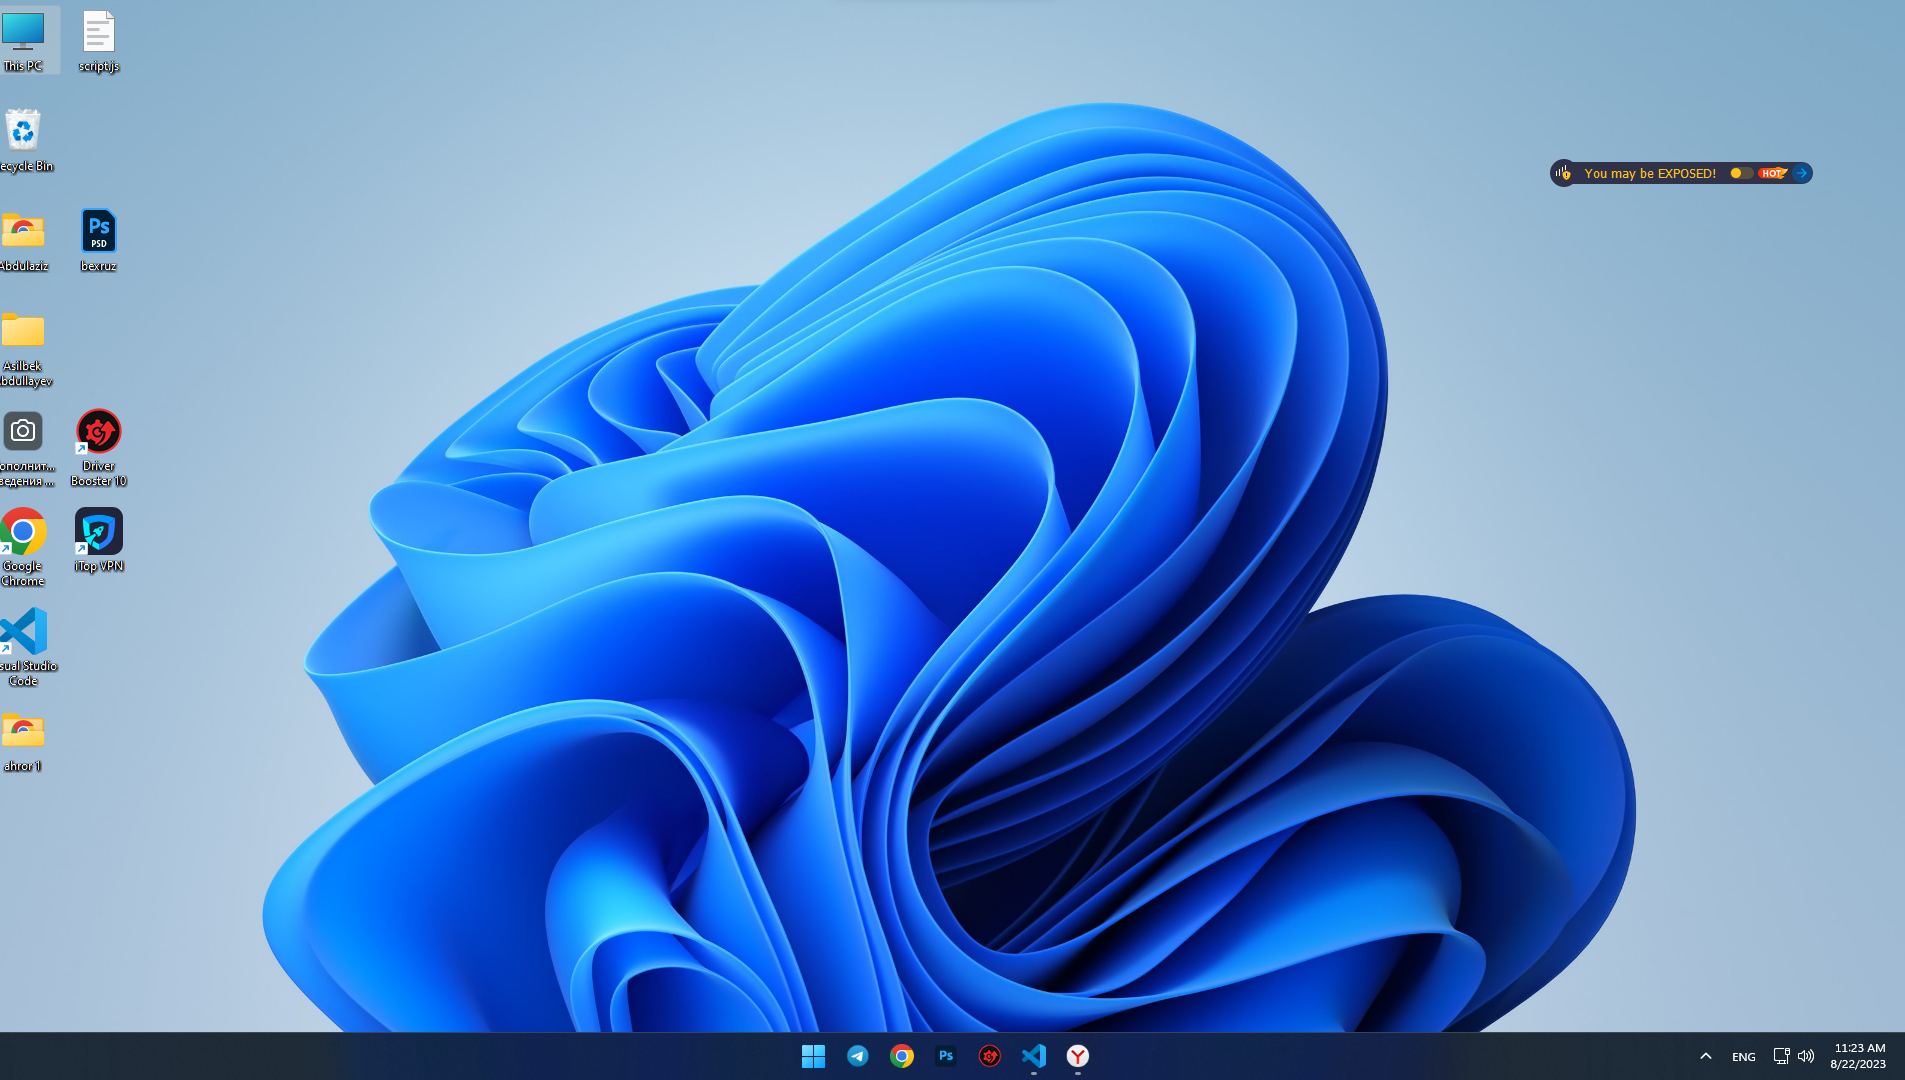 This PC
script.js
ecycle Bin
Abdulaziz
Ps
PSD
bexruz
Asilbek
bdullayev
ополнит...
ведения ...
Driver
Booster 10
Google
Chrome
iTop VPN
sual Studio
Code
ahror 1
You may be EXPOSED!
HOT
Ps
Y
ENG
11:23 AM
8/22/2023